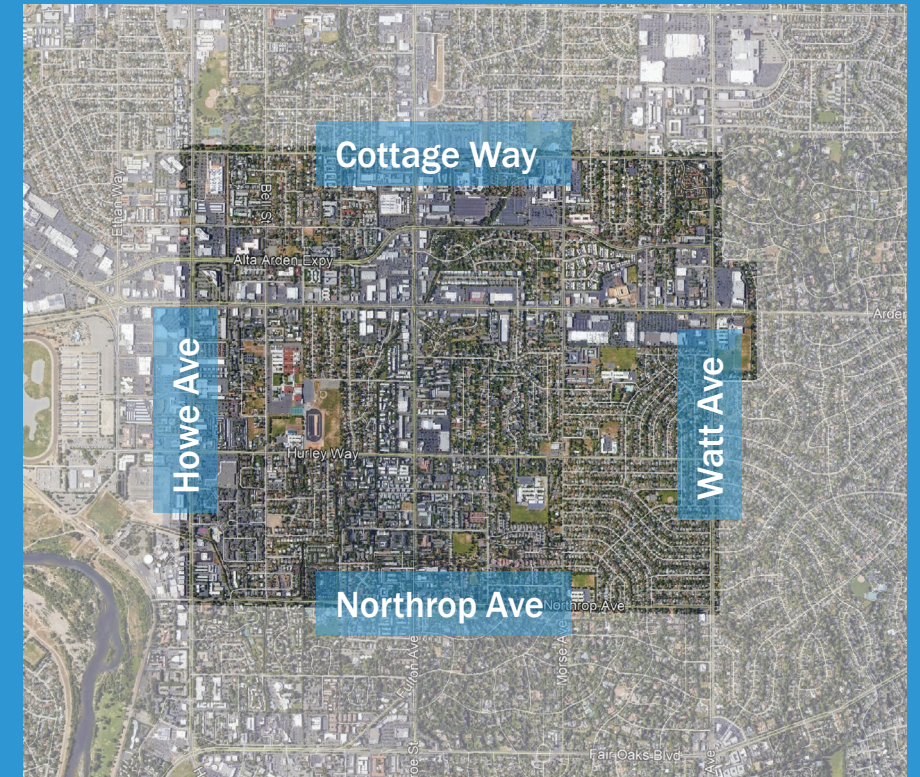 Cottage Way
Bell St
Ethan Way
Alta Arden Expy
Arden
Howe Ave
Watt Ave
Hurley Way
Northrop Ave
Northrop Ave
Morse Ave
Fulton Ave
Fair Oaks Blvd
Ave